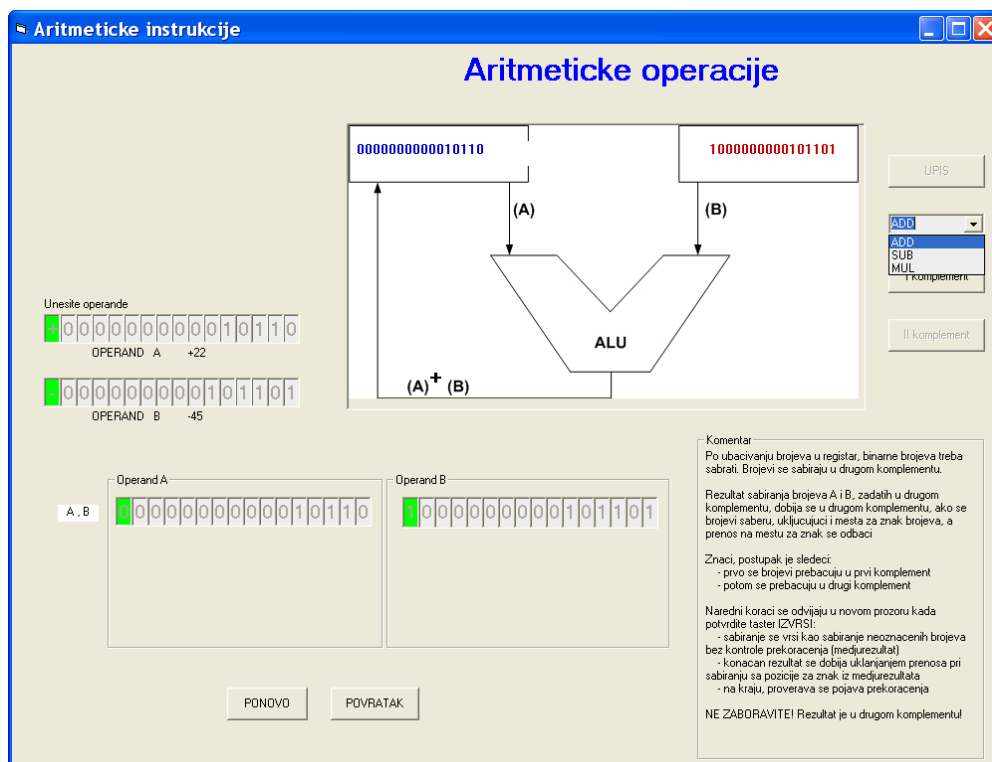 Aritmeticke instrukcije
Aritmeticke operacije
0000000000010110
1000000000101101
UPIS
(A)
(B)
ADD
ADD
SUB
MUL
I komplement
Unesite operande
+000000000010110
OPERAND A +22
ALU
II komplement
(A)+ (B)
-000000000101101
OPERAND B -45
Komentar
Po ubacivanju brojeva u registar, binarne brojeva treba
sabrati. Brojevi se sabiraju u drugom komplementu.
Rezultat sabiranja brojeva A i B, zadatih u drugom
komplementu, dobija se u drugom komplementu, ako se
brojevi saberu, ukljucujuci i mesta za znak brojeva, a
prenos na mestu za znak se odbaci
Znaci, postupak je sledeci:
- prvo se brojevi prebacuju u prvi komplement
- potom se prebacuju u drugi komplement
Naredni koraci se odvijaju u novom prozoru kada
potvrdite taster IZVRSI:
- sabiranje se vrsi kao sabiranje neoznacenih brojeva
bez kontrole prekoracenja (medjurezultat)
- konacan rezultat se dobija uklanjanjem prenosa pri
sabiranju sa pozicije za znak iz medjurezultata
- na kraju, proverava se pojava prekoracenja
NE ZABORAVITE! Rezultat je u drugom komplementu!
Operand A
Operand B
A , B
0000000000010110
1000000000101101
PONOVO
POVRATAK